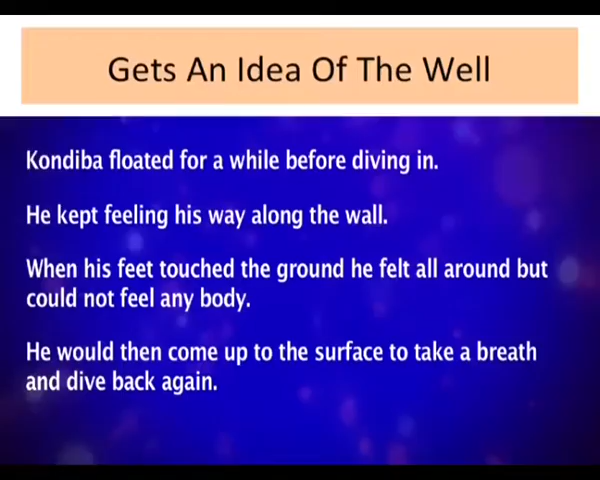 Gets An Idea Of The Well
Kondiba floated for a while before diving in.
He kept feeling his way along the wall.
When his feet touched the ground he felt all around but
could not feel any body.
He would then come up to the surface to take a breath
and dive back again.